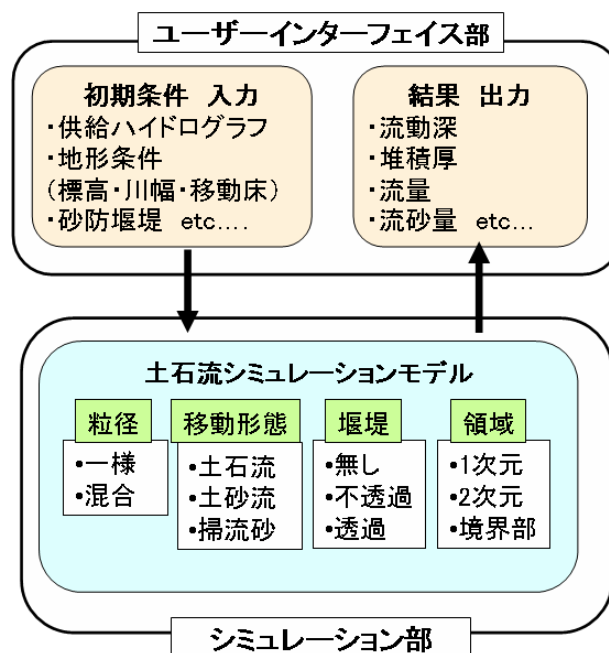 ユーザーインターフェイス部
初期条件 入力
・供給ハイドログラフ
・地形条件
(標高・川幅・移動床)
・砂防堰堤 etc….
結果 出力
・流動深
・堆積厚
・流量
・流砂量 etc…
土石流シミュレーションモデル
粒径
•一様
•混合
移動形態
•土石流
•土砂流
•掃流砂
堰堤
•無し
•不透過
•透過
領域
•1次元
•2次元
•境界部
シミュレーション部